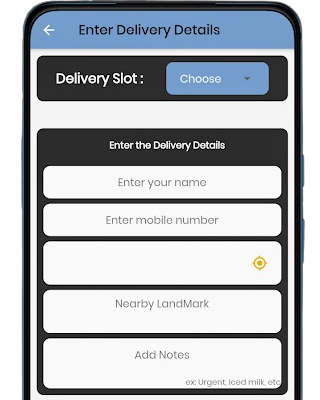 Enter Delivery Details
Delivery Slot : Choose
Enter the Delivery Details
Enter your name
Enter mobile number
Nearby LandMark
Add Notes
ex: Urgent, Iced milk, etc